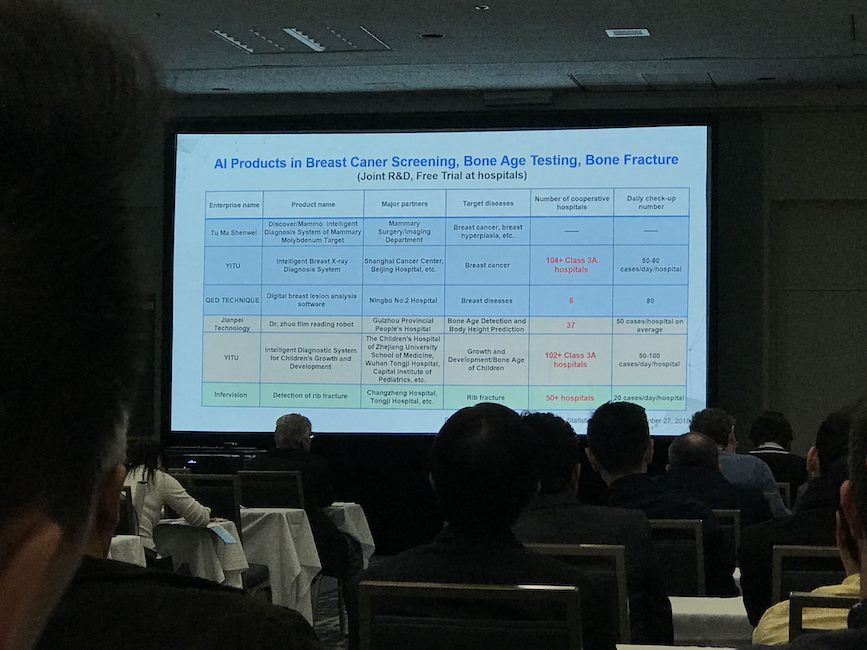 AI Products in Breast Caner Screening, Bone Age Testing, Bone Fracture
(Joint R&D, Free Trial at hospitals)
Enterprise name Product name Major partners Target diseases Number of cooperative hospitals Daily check-up number
Tu Ma Shenwei Discover/Mammo, Intelligent Diagnosis System of Mammary Molybdenum Target Mammary Surgery/Imaging Department Breast cancer, breast hyperplasia, etc. —— ——
YITU Intelligent Breast X-ray Diagnosis System Shanghai Cancer Center, Beijing Hospital, etc. Breast cancer 104+ Class 3A hospitals 50-60 cases/day/hospital
QED TECHNIQUE Digital breast lesion analysis software Ningbo No.2 Hospital Breast diseases 6 80
Jianpei Technology Dr. zhuo film reading robot Guizhou Provincial People's Hospital Bone Age Detection and Body Height Prediction 37 50 cases/hospital on average
YITU Intelligent Diagnostic System for Children's Growth and Development The Children's Hospital of Zhejiang University School of Medicine, Wuhan Tongji Hospital, Capital Institute of Pediatrics, etc. Growth and Development/Bone Age of Children 102+ Class 3A hospitals 50-100 cases/day/hospital
Infervision Detection of rib fracture Changzheng Hospital, Tongji Hospital, etc. Rib fracture 50+ hospitals 20 cases/day/hospital